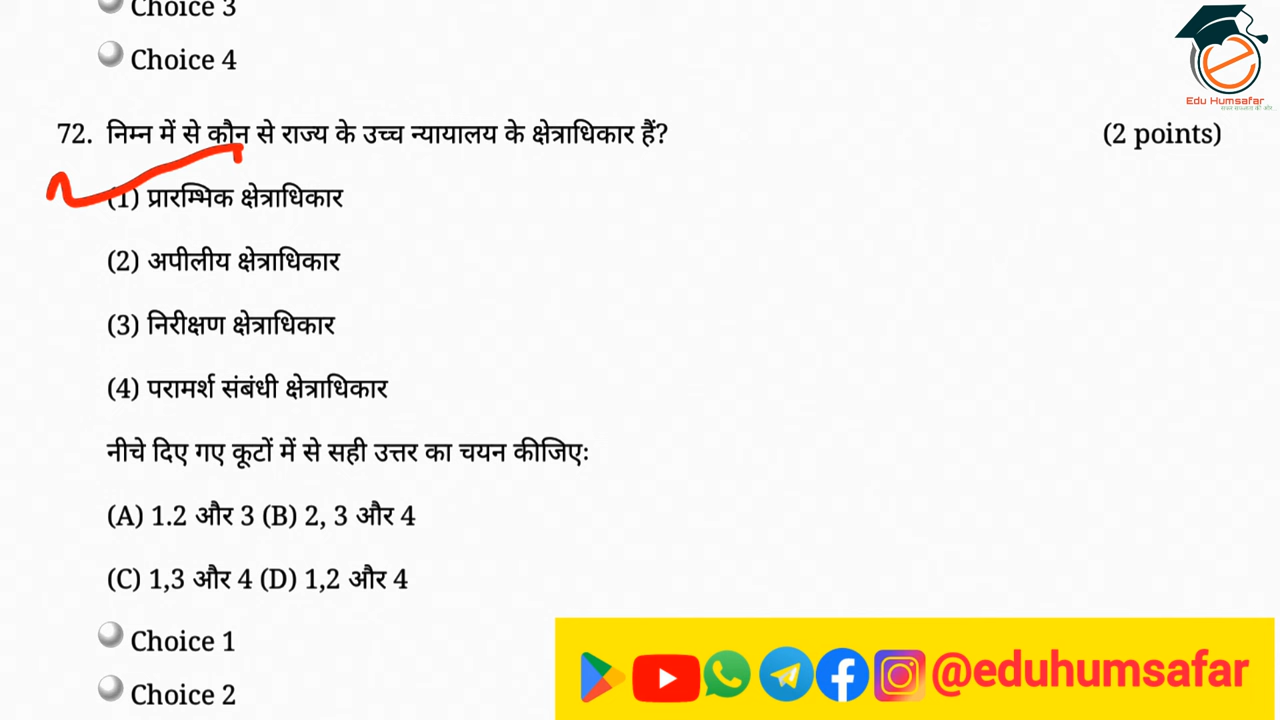 Choice 3
Choice 4
Edu Humsafar
72. निम्न में से कौन से राज्य के उच्च न्यायालय के क्षेत्राधिकार हैं? (2 points)
(1) प्रारम्भिक क्षेत्राधिकार
(2) अपीलीय क्षेत्राधिकार
(3) निरीक्षण क्षेत्राधिकार
(4) परामर्श संबंधी क्षेत्राधिकार
नीचे दिए गए कूटों में से सही उत्तर का चयन कीजिएः
(A) 1.2 और 3 (B) 2, 3 और 4
(C) 1,3 और 4 (D) 1,2 और 4
Choice 1
Choice 2
@eduhumsafar